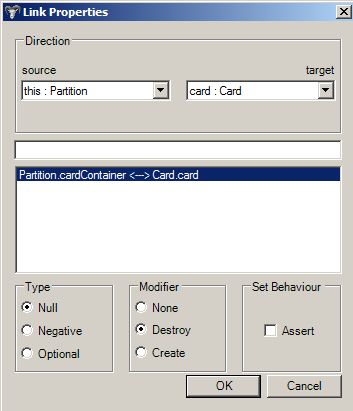 Link Properties
Direction
source
target
this : Partition
card : Card
Partition.cardContainer <---> Card.card
Type
Null
Negative
Optional
Modifier
None
Destroy
Create
Set Behaviour
Assert
OK
Cancel